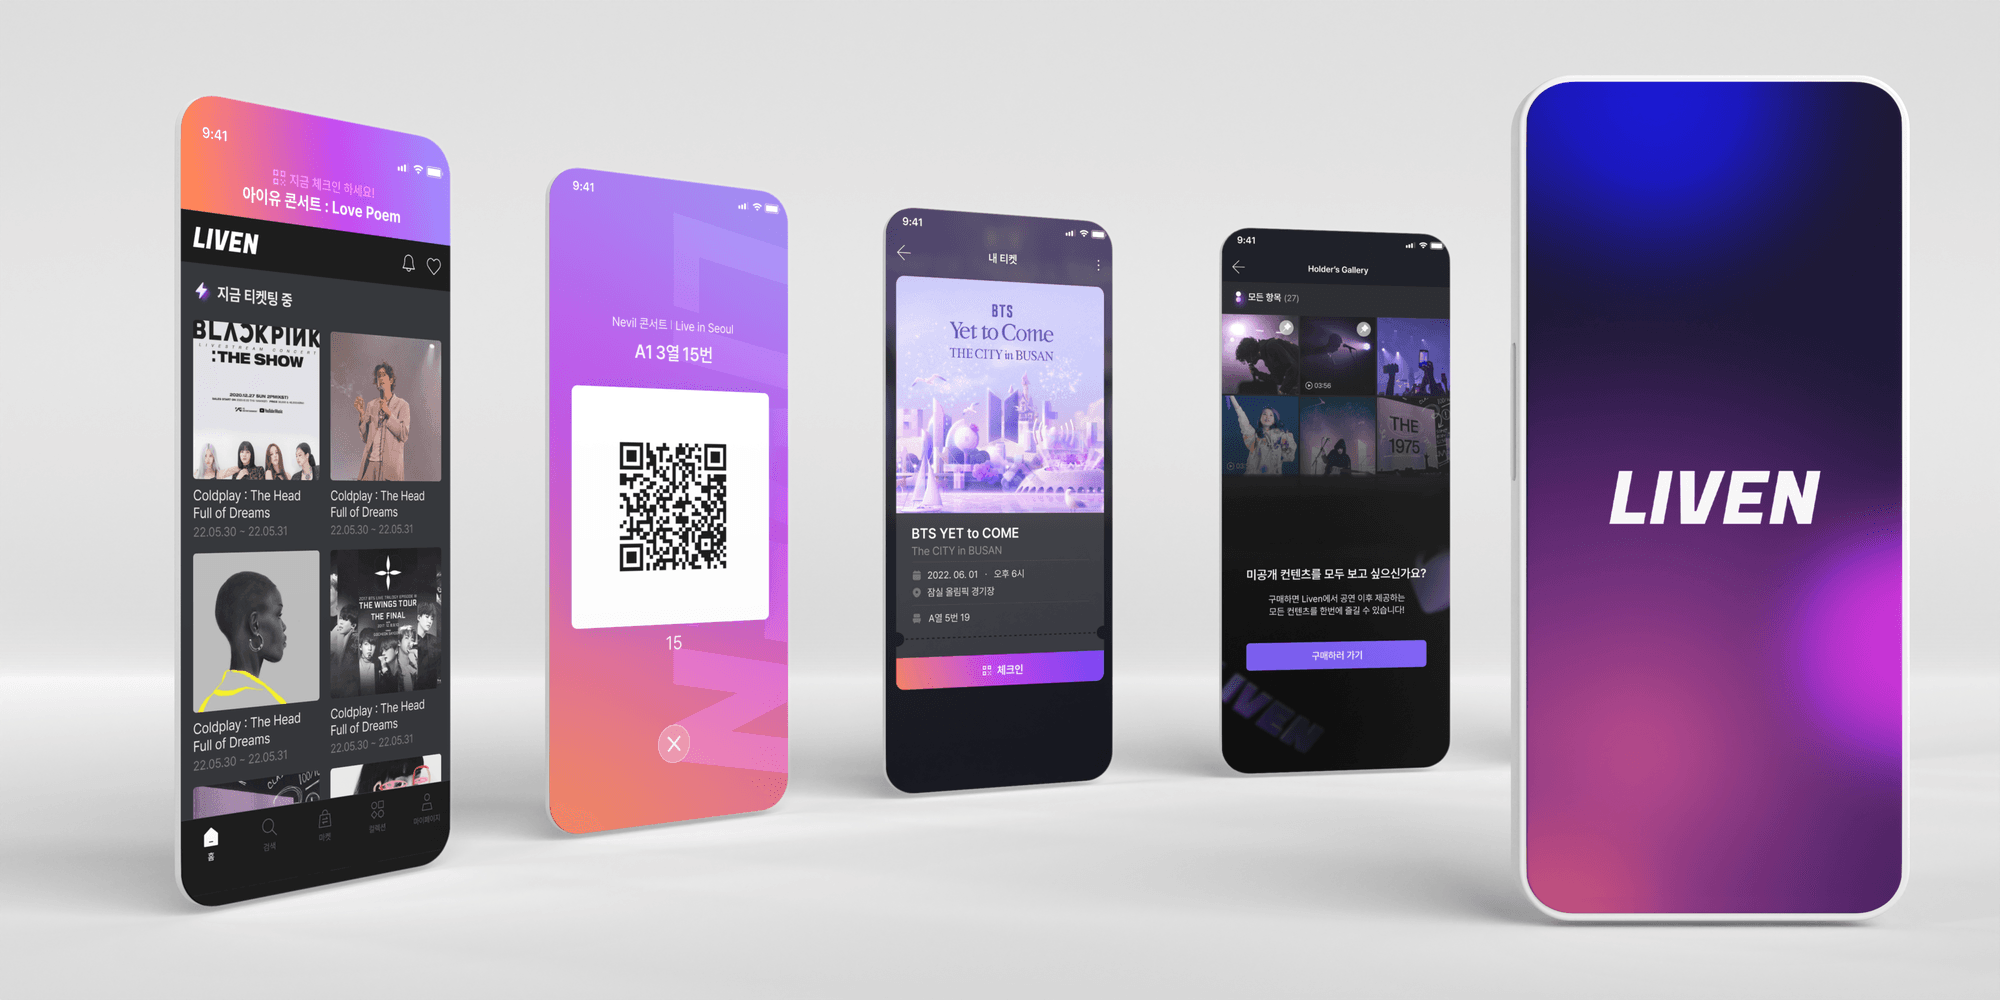 9:41
지금 체크인 하세요!
아이유 콘서트 : Love Poem
LIVEN
지금 티켓팅 중
BLACKPINK
LIVESTREAM CONCERT
: THE SHOW
2020.12.27 SUN 2PM(KST)
Coldplay : The Head
Full of Dreams
22.05.30 ~ 22.05.31
Coldplay : The Head
Full of Dreams
22.05.30 ~ 22.05.31
THE WINGS TOUR
THE FINAL
Coldplay : The Head
Full of Dreams
22.05.30 ~ 22.05.31
Coldplay : The Head
Full of Dreams
22.05.30 ~ 22.05.31
홈
검색
마켓
컬렉션
마이페이지
9:41
Nevil 콘서트 | Live in Seoul
A1 3열 15번
15
9:41
내 티켓
BTS
Yet to Come
THE CITY in BUSAN
BTS YET to COME
The CITY in BUSAN
2022. 06. 01 · 오후 6시
잠실 올림픽 경기장
A열 5번 19
체크인
9:41
Holder's Gallery
모든 항목 (27)
03:56
THE
1975
미공개 컨텐츠를 모두 보고 싶으신가요?
구매하면 Liven에서 공연 이후 제공하는
모든 컨텐츠를 한번에 즐길 수 있습니다!
구매하러 가기
LIVEN
LIVEN